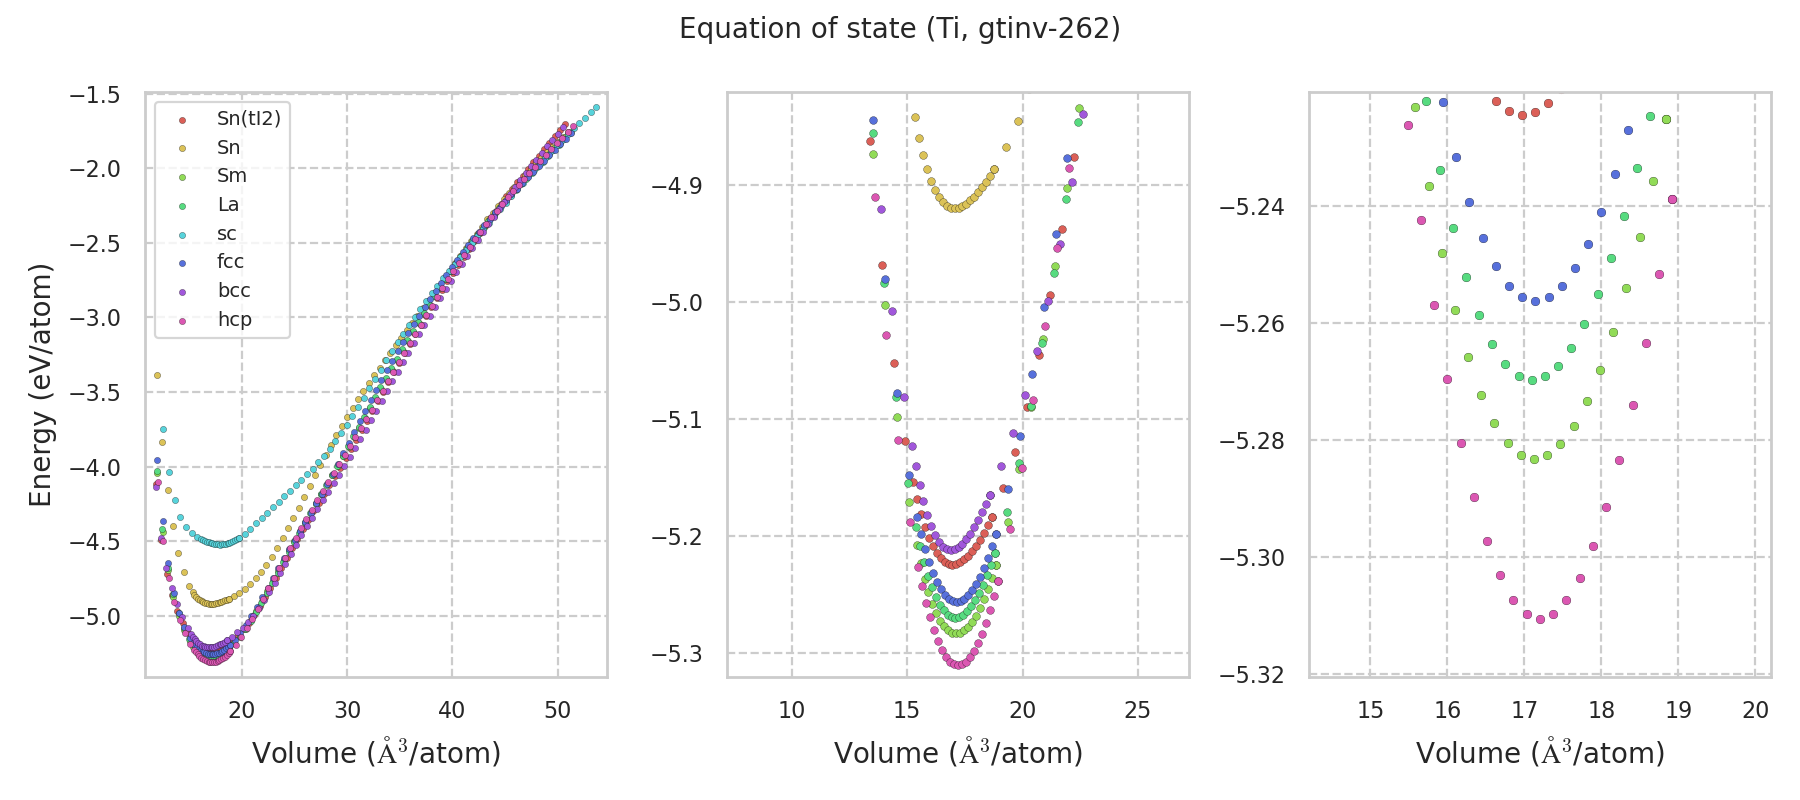 Equation of state (Ti, gtinv-262)
Energy (eV/atom)
−1.5
−2.0
−2.5
−3.0
−3.5
−4.0
−4.5
−5.0
Sn(tI2)
Sn
Sm
La
sc
fcc
bcc
hcp
20 30 40 50
Volume (Å³/atom)
−4.9
−5.0
−5.1
−5.2
−5.3
10 15 20 25
Volume (Å³/atom)
−5.24
−5.26
−5.28
−5.30
−5.32
15 16 17 18 19 20
Volume (Å³/atom)